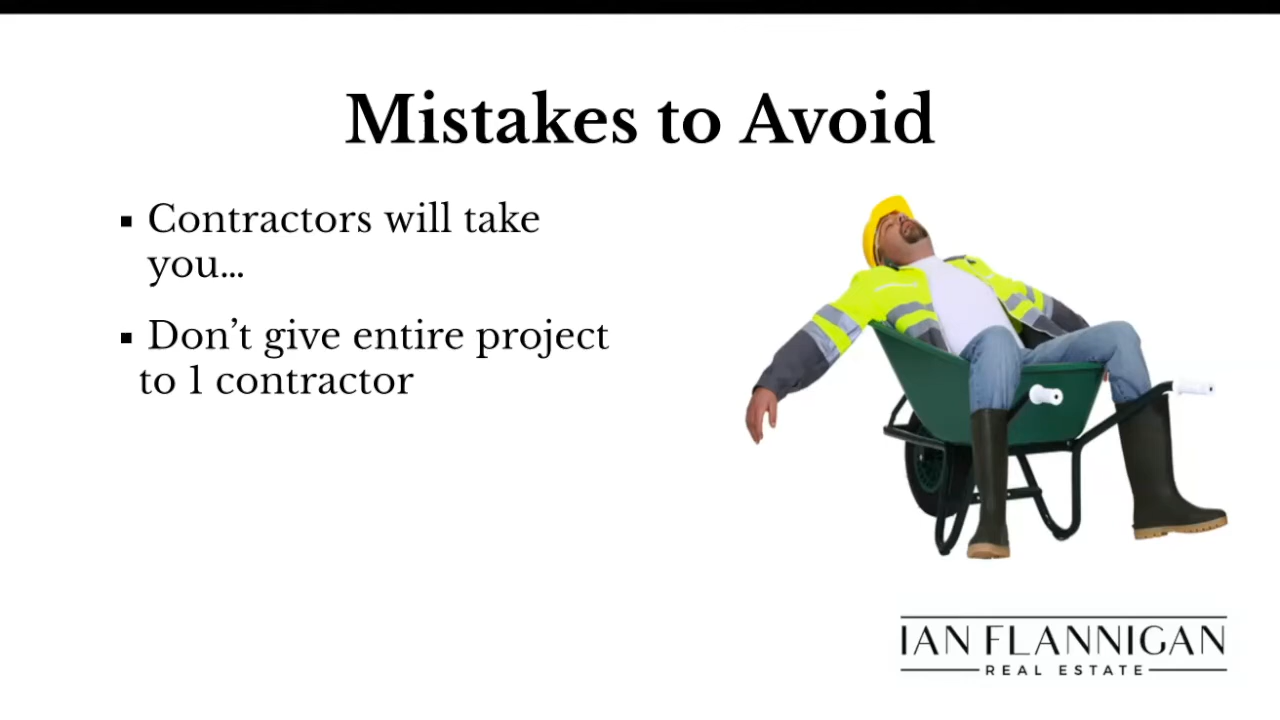 Mistakes to Avoid
▪ Contractors will take
you...
▪ Don’t give entire project
to 1 contractor
IAN FLANNIGAN
REAL ESTATE